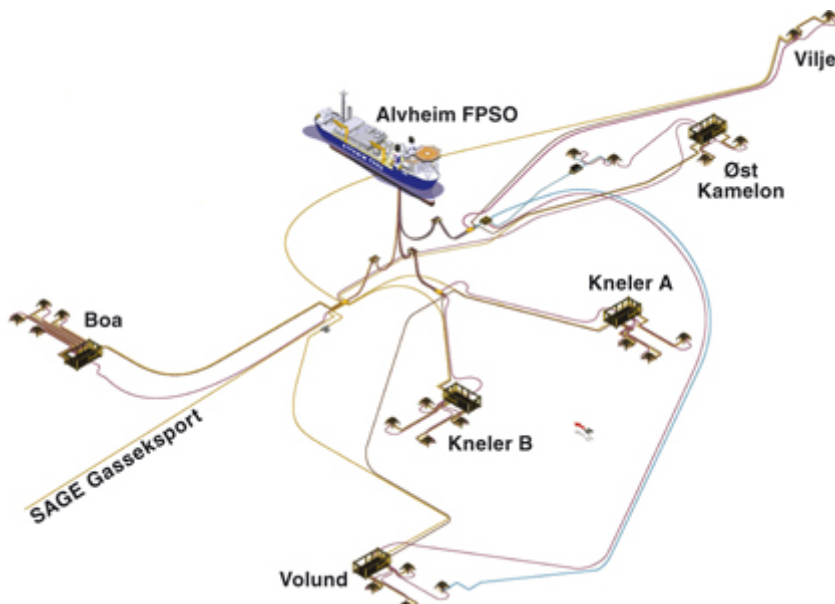 Vilje
Alvheim FPSO
Øst
Kamelon
Kneler A
Boa
Kneler B
SAGE Gasseksport
Volund